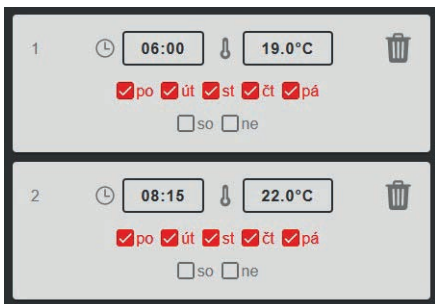 1 06:00 19.0°C
po út st čt pá
so ne
2 08:15 22.0°C
po út st čt pá
so ne